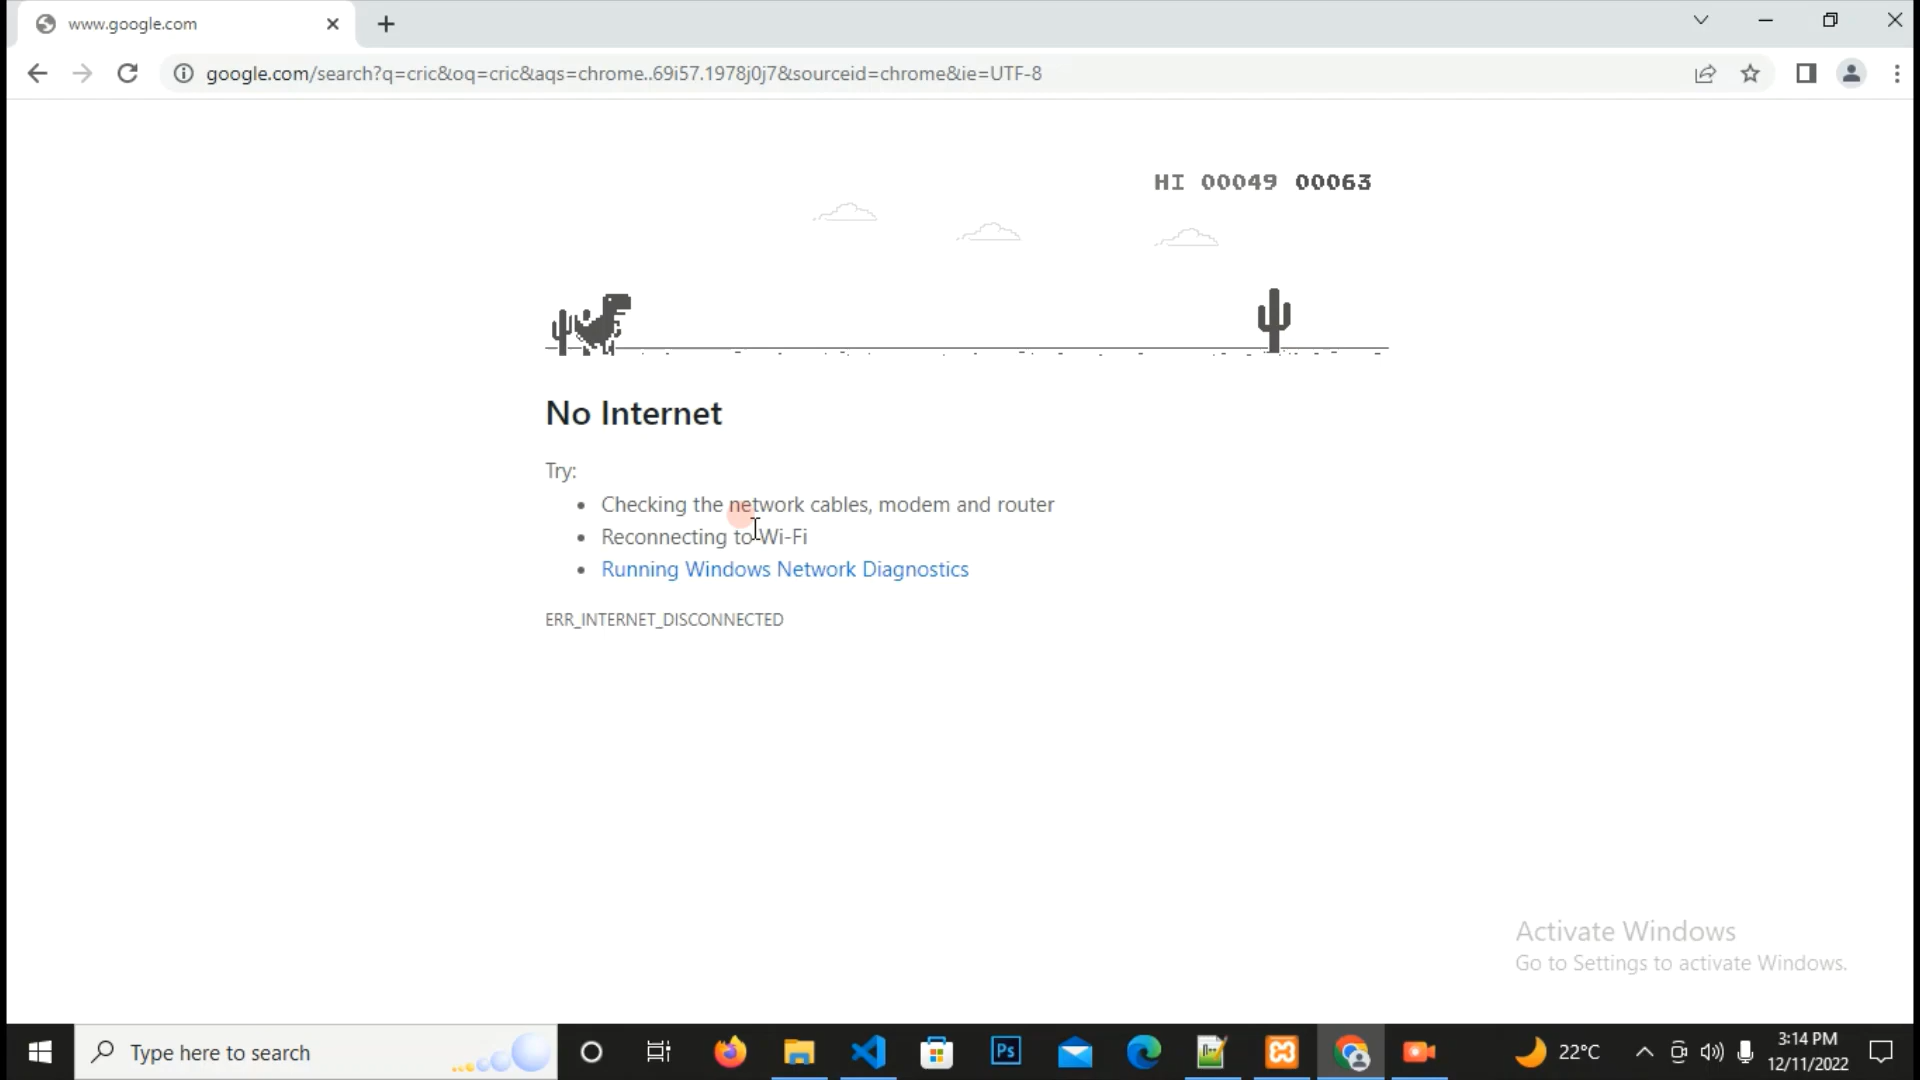 www.google.com
google.com/search?q=cric&oq=cric&aqs=chrome..69i57.1978j0j7&sourceid=chrome&ie=UTF-8
HI 00049 00063
No Internet
Try:
Checking the network cables, modem and router
Reconnecting to Wi-Fi
Running Windows Network Diagnostics
ERR_INTERNET_DISCONNECTED
Activate Windows
Go to Settings to activate Windows.
Type here to search
Ps
22°C
3:14 PM
12/11/2022